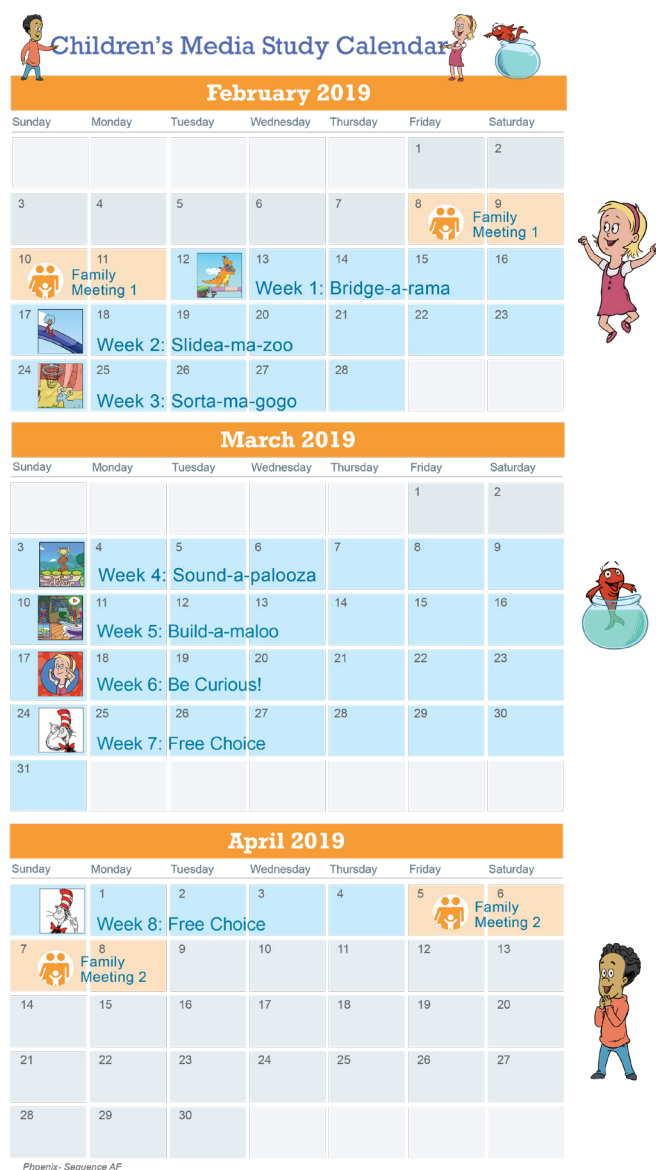 Children's Media Study Calendar
February 2019
Sunday Monday Tuesday Wednesday Thursday Friday Saturday
1 2
3 4 5 6 7 8 9
Family
Meeting 1
10 11 12 13 14 15 16
Family
Meeting 1
Week 1: Bridge-a-rama
17 18 19 20 21 22 23
Week 2: Slidea-ma-zoo
24 25 26 27 28
Week 3: Sorta-ma-gogo
March 2019
Sunday Monday Tuesday Wednesday Thursday Friday Saturday
1 2
3 4 5 6 7 8 9
Week 4: Sound-a-palooza
10 11 12 13 14 15 16
Week 5: Build-a-maloo
17 18 19 20 21 22 23
Week 6: Be Curious!
24 25 26 27 28 29 30
Week 7: Free Choice
31
April 2019
Sunday Monday Tuesday Wednesday Thursday Friday Saturday
1 2 3 4 5 6
Week 8: Free Choice
Family
Meeting 2
7 8 9 10 11 12 13
Family
Meeting 2
14 15 16 17 18 19 20
21 22 23 24 25 26 27
28 29 30
Phoenix- Sequence AF